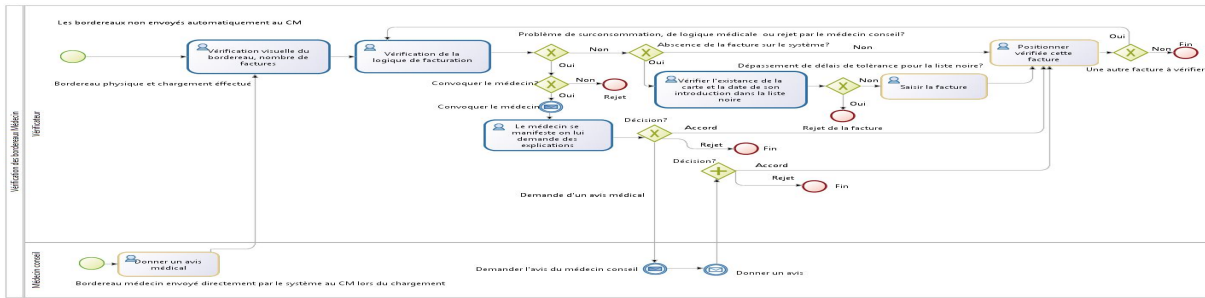 Vérification des bordereaux Médecin
Vérificateur
Médecin conseil
Les bordereaux non envoyés automatiquement au CM
Bordereau physique et chargement effectué
Vérification visuelle du
bordereau, nombre de
factures
Vérification de la
logique de facturation
Problème de surconsommation, de logique médicale ou rejet par le médecin conseil?
Non
Oui
Convoquer le médecin?
Non
Rejet
Oui
Convoquer le médecin
Le médecin se
manifeste on lui
demande des
explications
Absence de la facture sur le système?
Non
Oui
Dépassement de délais de tolérance pour la liste noire?
Vérifier l'existance de la
carte et la date de son
introduction dans la liste
noire
Non
Oui
Rejet de la facture
Saisir la facture
Positionner
vérifiée cette
facture
Oui
Non
Fin
Une autre facture à vérifier
Décision?
Accord
Rejet
Fin
Décision?
Accord
Rejet
Fin
Demande d'un avis médical
Donner un avis
médical
Bordereau médecin envoyé directement par le système au CM lors du chargement
Demander l'avis du médecin conseil
Donner un avis